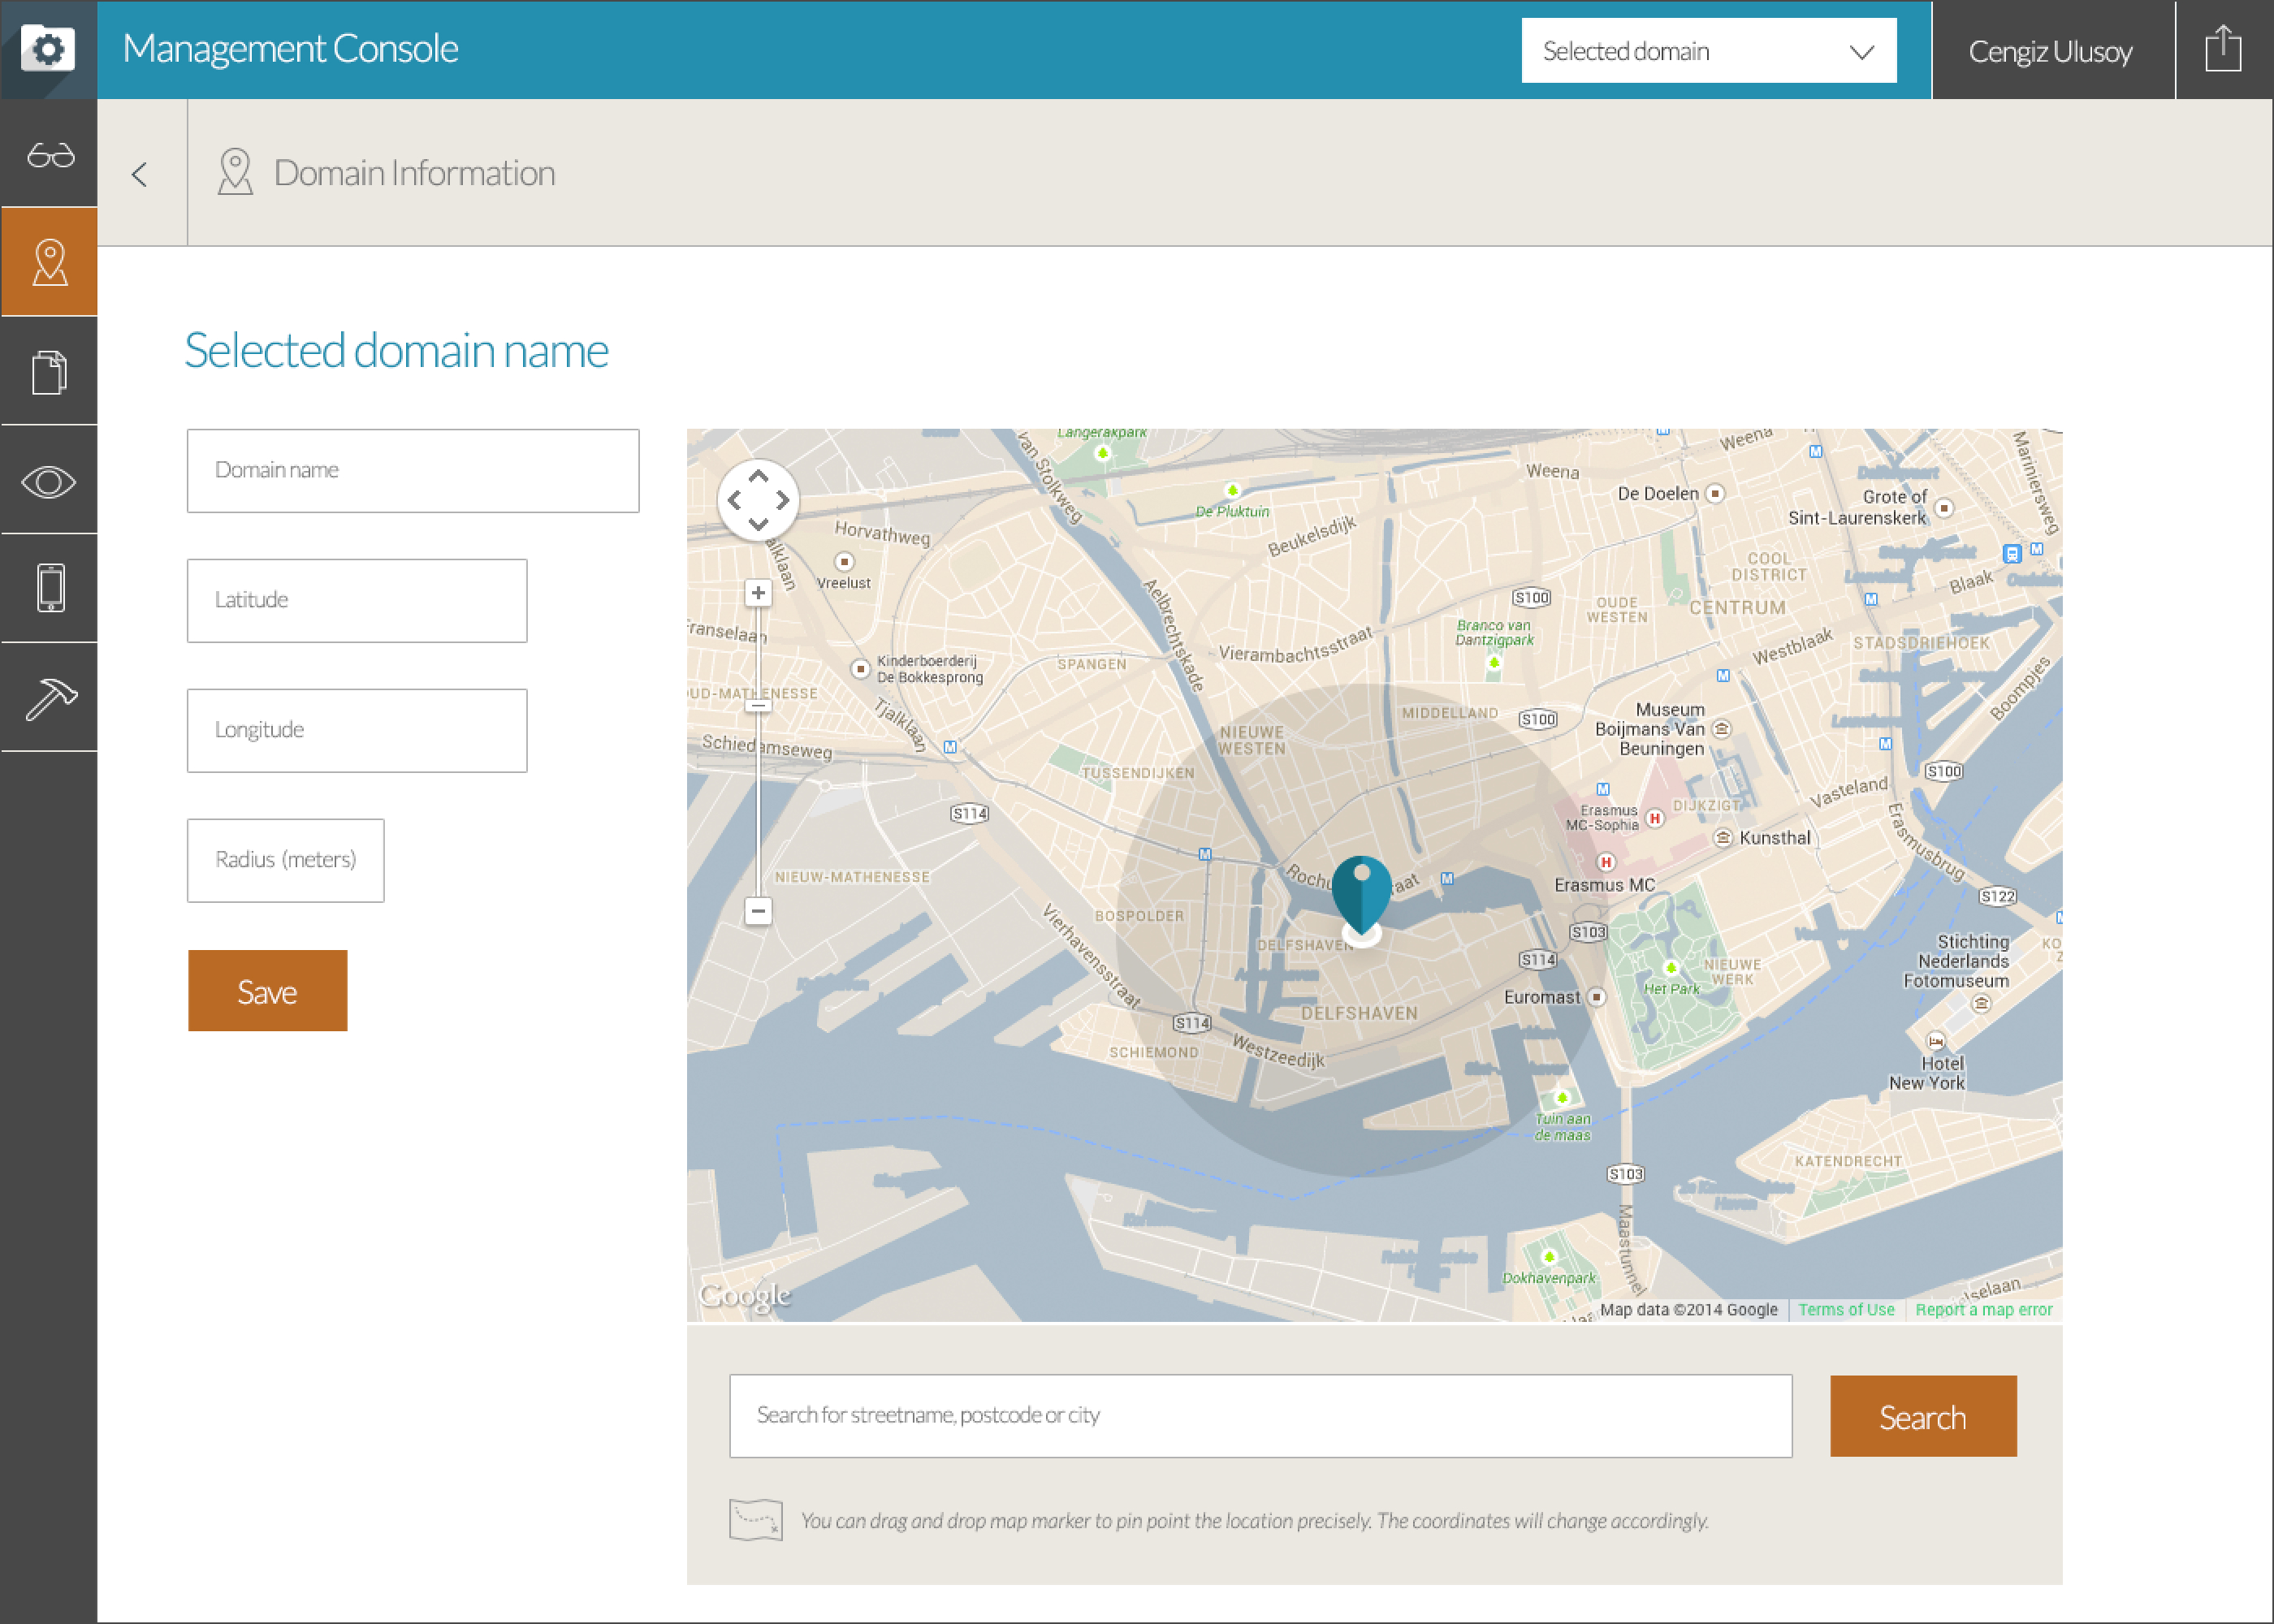 Management Console
Selected domain
Cengiz Ulusoy
Domain Information
Selected domain name
Domain name
Latitude
Longitude
Radius (meters)
Save
Langerakpark
van Stolkweg
De Pluktuin
Horvathweg
Vreelust
Beukelsdijk
Weena
Weena
De Doelen
Grote of
Sint-Laurenskerk
Mariniersweg
COOL
DISTRICT
Blaak
CENTRUM
OUDE
WESTEN
S100
Branco van
Dantzigpark
Aelbrechtskade
Vierambachtsstraat
Westblaak
STADSDRIEHOEK
Boompjes
SPANGEN
Kinderboerderij
De Bokkesprong
Tjalklaan
Schiedamseweg
NIEUWE
WESTEN
MIDDELLAND
S100
Museum
Boijmans Van
Beuningen
TUSSENDIJKEN
S114
S100
Vasteland
Erasmusbrug
DIJKZIGT
Erasmus
MC-Sophia
H
Kunsthal
H
Erasmus MC
NIEUW-MATHENESSE
BOSPOLDER
Vierhavensstraat
DELFSHAVEN
S103
S114
S122
Stichting
Nederlands
Fotomuseum
NIEUWE
WERK
Het Park
Euromast
DELFSHAVEN
S114
Westzeedijk
SCHIEMOND
Hotel
New York
Tuin aan
de maas
KATENDRECHT
S103
Maastunnel
Dokhavenpark
Google
Map data ©2014 Google
Terms of Use
Report a map error
Search for streetname, postcode or city
Search
You can drag and drop map marker to pin point the location precisely. The coordinates will change accordingly.